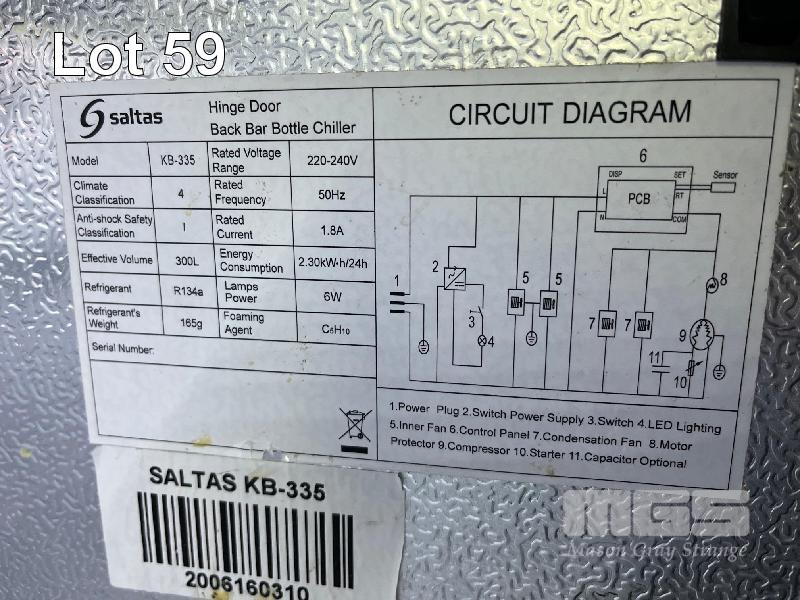 Lot 59
saltas
Hinge Door
Back Bar Bottle Chiller
Model KB-335 Rated Voltage Range 220-240V
Climate Classification 4 Rated Frequency 50Hz
Anti-shock Safety Classification I Rated Current 1.8A
Effective Volume 300L Energy Consumption 2.30kW·h/24h
Refrigerant R134a Lamps Power 6W
Refrigerant's Weight 165g Foaming Agent C5H10
Serial Number:
CIRCUIT DIAGRAM
6
DISP SET Sensor
L PCB RT
N COM
1 2 3 4 5 5 7 7 8 9 10 11
1.Power Plug 2.Switch Power Supply 3.Switch 4.LED Lighting
5.Inner Fan 6.Control Panel 7.Condensation Fan 8.Motor
Protector 9.Compressor 10.Starter 11.Capacitor Optional
SALTAS KB-335
2006160310
MGS
Mason Gray Strange